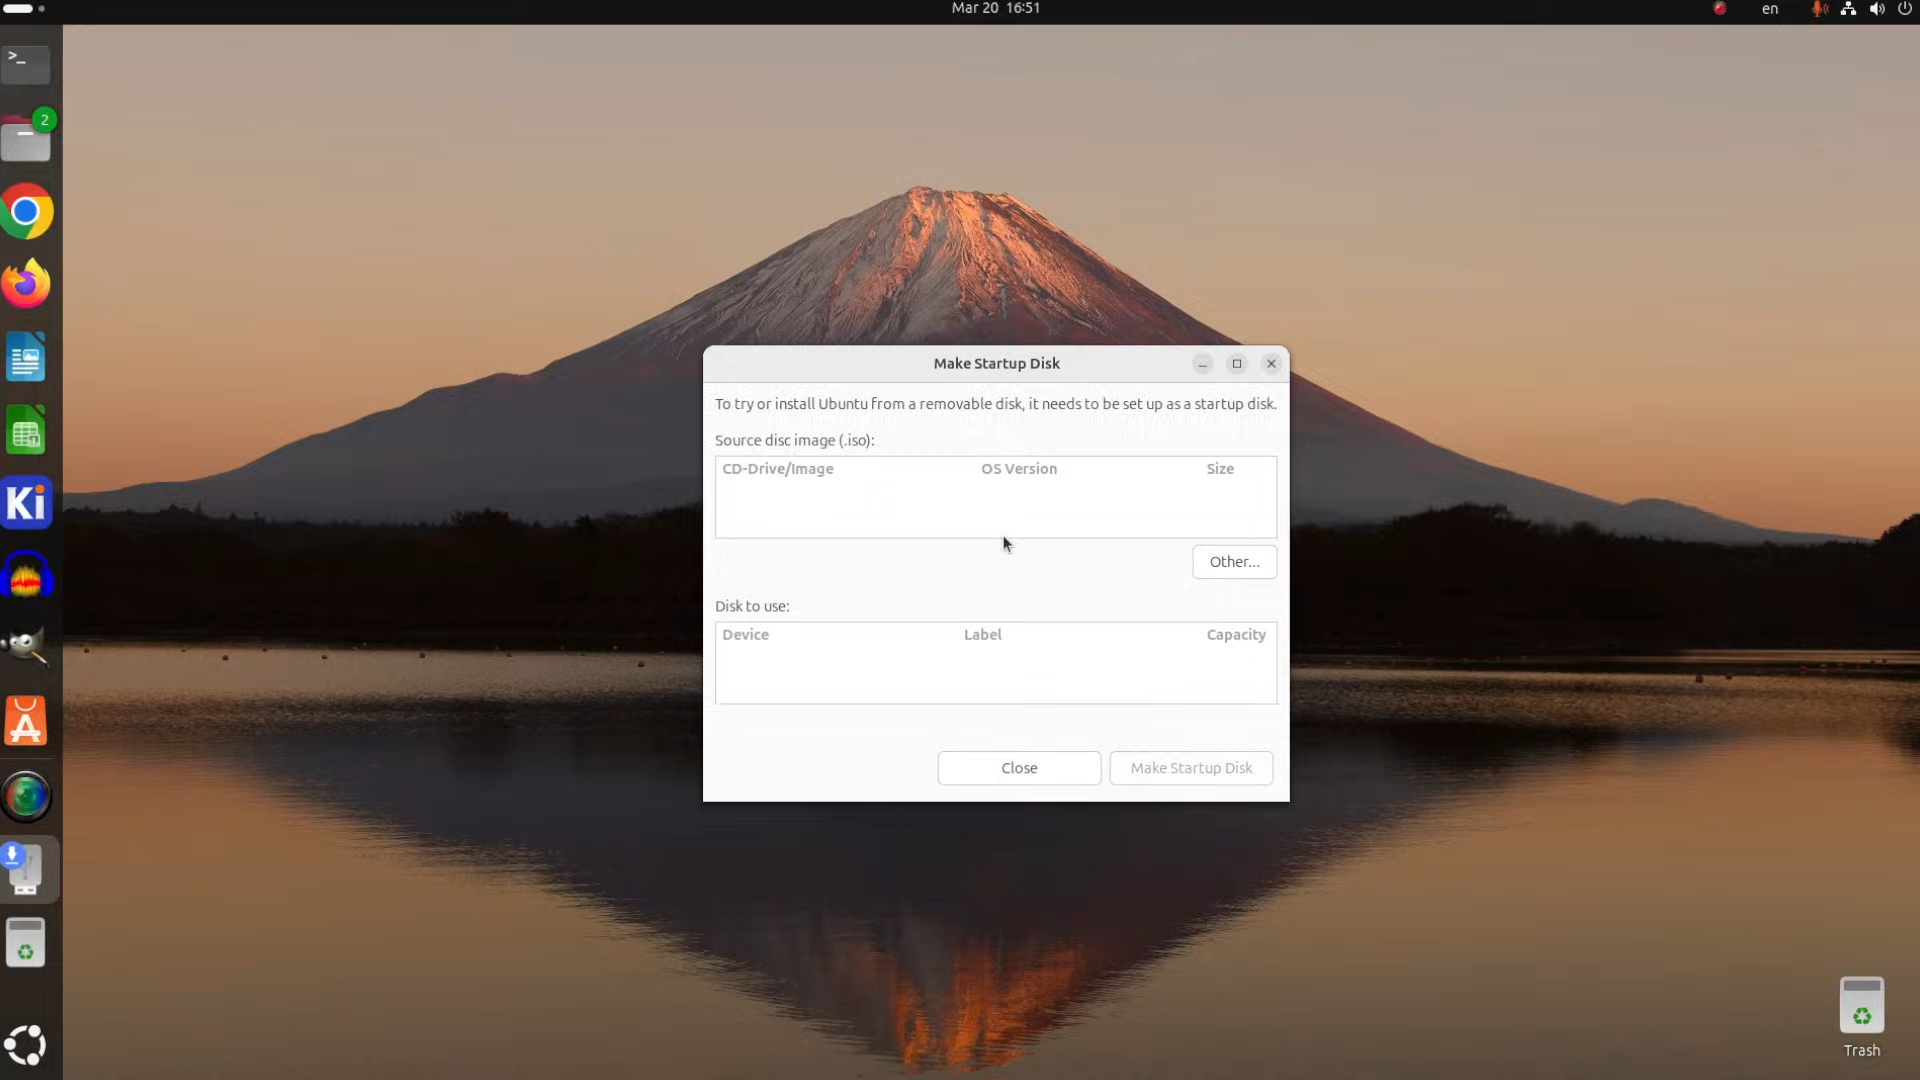 Mar 20 16:51
en
>_
2
Ki
A
Make Startup Disk
To try or install Ubuntu from a removable disk, it needs to be set up as a startup disk.
Source disc image (.iso):
CD-Drive/Image OS Version Size
Other...
Disk to use:
Device Label Capacity
Close Make Startup Disk
Trash